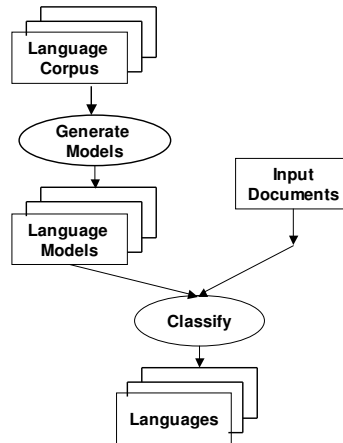 Language
Corpus
Generate
Models
Language
Models
Input
Documents
Classify
Languages